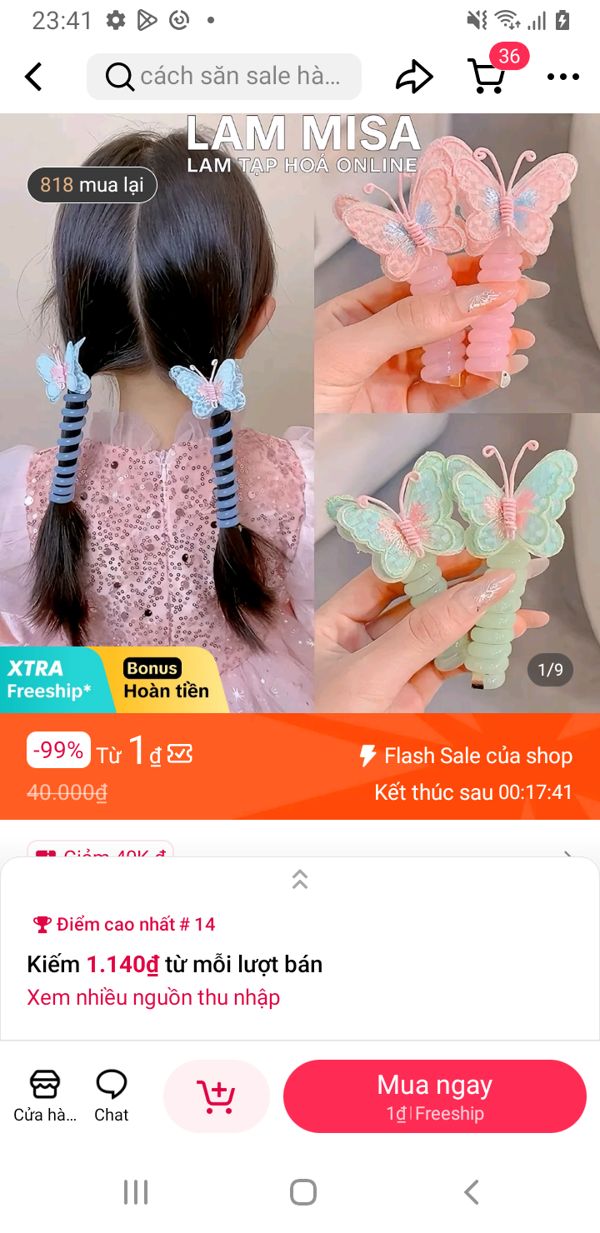 23:41
cách săn sale hà...
36
LAM MISA
LAM TẠP HOÁ ONLINE
818 mua lại
XTRA
Freeship*
Bonus
Hoàn tiền
1/9
-99% Từ 1đ
Flash Sale của shop
40.000₫
Kết thúc sau 00:17:41
Điểm cao nhất # 14
Kiếm 1.140₫ từ mỗi lượt bán
Xem nhiều nguồn thu nhập
Cửa hà...
Chat
Mua ngay
1₫|Freeship